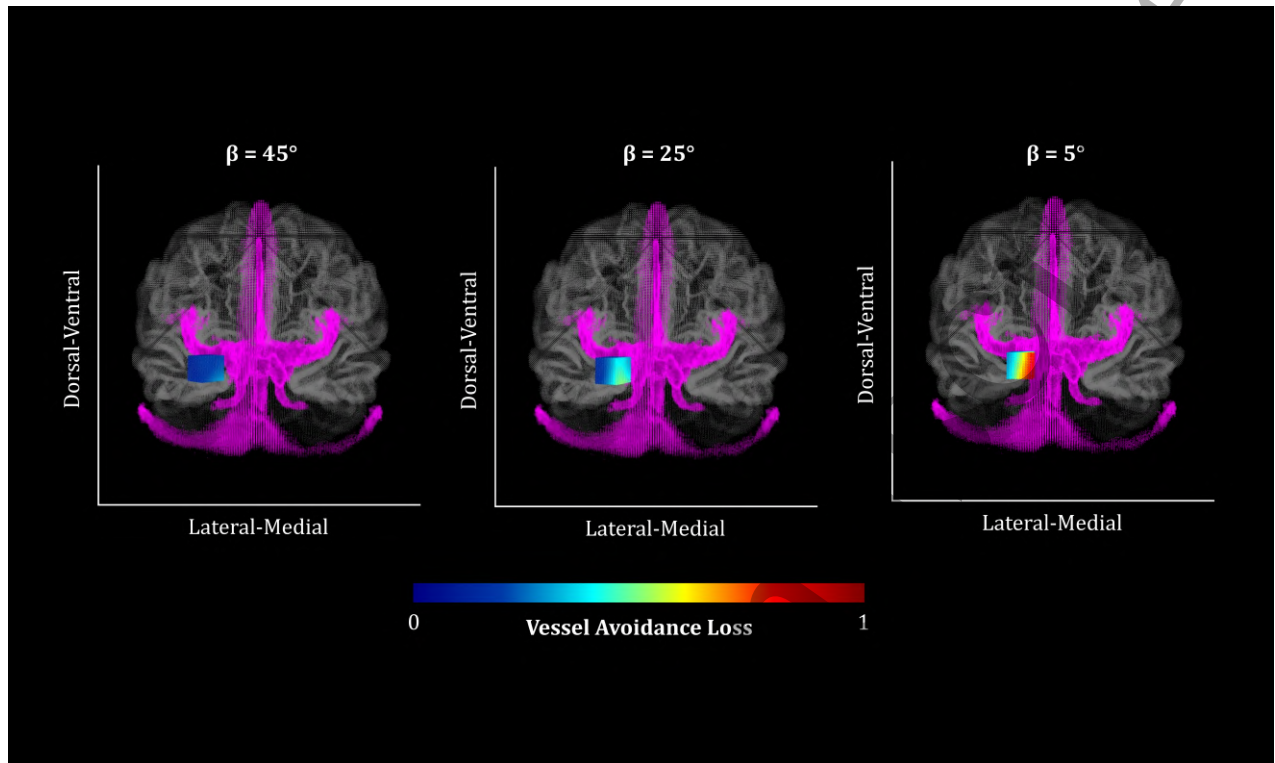 β = 45°
β = 25°
β = 5°
Dorsal-Ventral
Dorsal-Ventral
Dorsal-Ventral
Lateral-Medial
Lateral-Medial
Lateral-Medial
0
Vessel Avoidance Loss
1